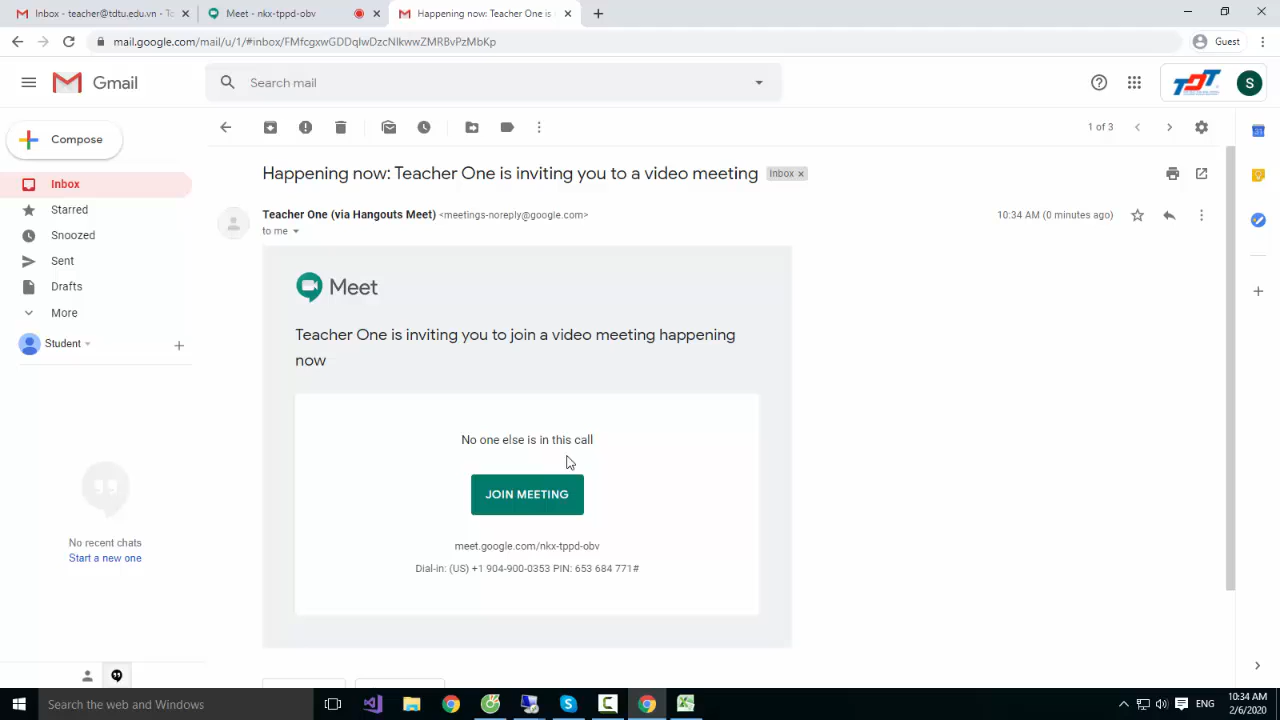 Inbox - teacher@tdtu.edu.vn - Tc
Meet - nkx-tppd-obv
Happening now: Teacher One is
mail.google.com/mail/u/1/#inbox/FMfcgxwGDDqlwDzcNlkwwZMRBvPzMbKp
Guest
Gmail
Search mail
TDT
S
Compose
1 of 3
Inbox
Starred
Snoozed
Sent
Drafts
More
Student
No recent chats
Start a new one
Happening now: Teacher One is inviting you to a video meeting
Inbox x
Teacher One (via Hangouts Meet) <meetings-noreply@google.com>
10:34 AM (0 minutes ago)
to me
Meet
Teacher One is inviting you to join a video meeting happening
now
No one else is in this call
JOIN MEETING
meet.google.com/nkx-tppd-obv
Dial-in: (US) +1 904-900-0353 PIN: 653 684 771#
31
Search the web and Windows
ENG
10:34 AM
2/6/2020